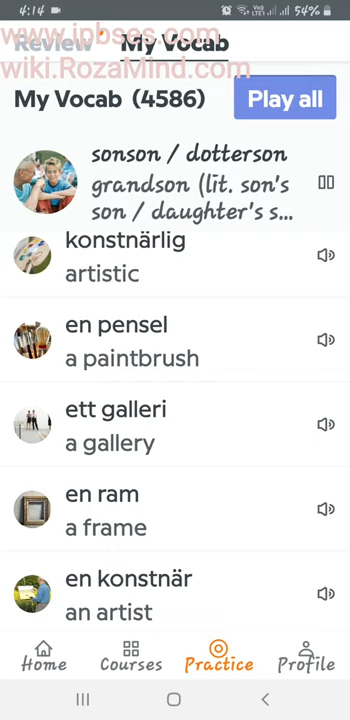 4:14 54%
www.ipbses.com
Review My Vocab
wiki.RozaMind.com
My Vocab (4586) Play all
sonson / dotterson
grandson (lit. son's
son / daughter's s...
konstnärlig
artistic
en pensel
a paintbrush
ett galleri
a gallery
en ram
a frame
en konstnär
an artist
Home Courses Practice Profile